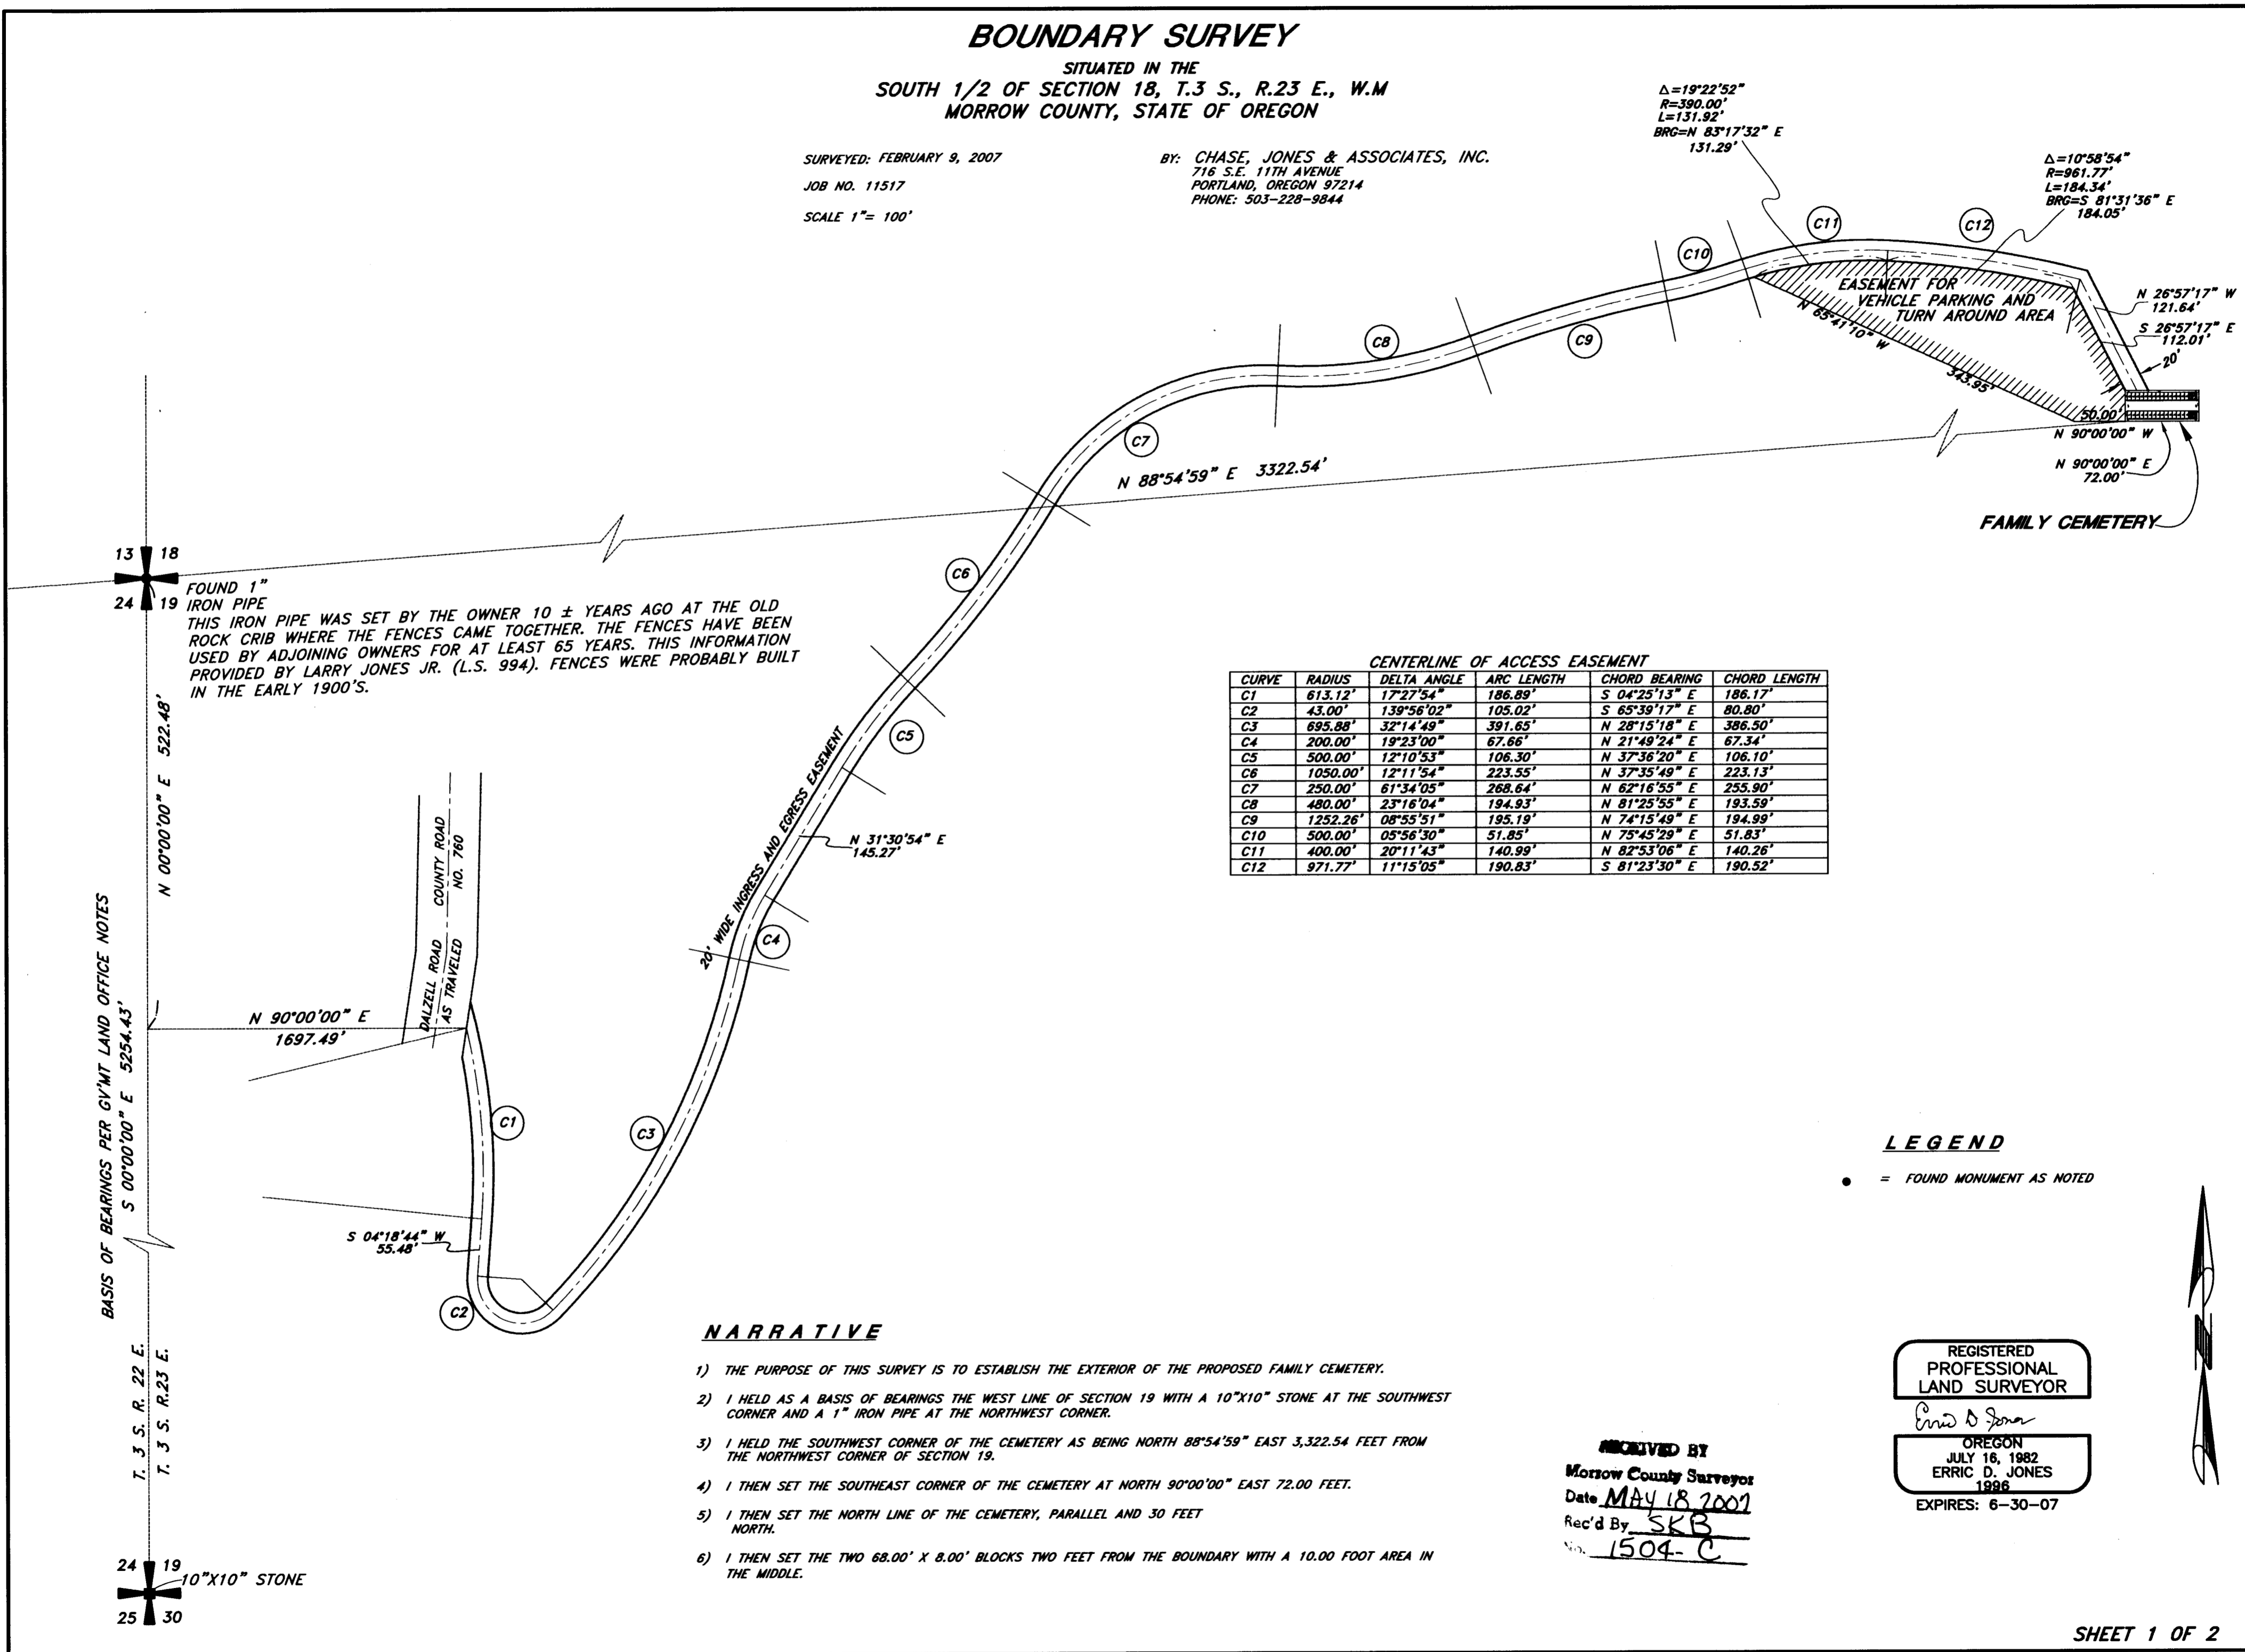 BOUNDARY SURVEY
SITUATED IN THE
SOUTH 1/2 OF SECTION 18, T.3 S., R.23 E., W.M
MORROW COUNTY, STATE OF OREGON
SURVEYED: FEBRUARY 9, 2007
JOB NO. 11517
SCALE 1"= 100'
BY: CHASE, JONES & ASSOCIATES, INC.
716 S.E. 11TH AVENUE
PORTLAND, OREGON 97214
PHONE: 503-228-9844
Δ=19°22'52"
R=390.00'
L=131.92'
BRG=N 83°17'32" E
131.29'
Δ=10°58'54"
R=961.77'
L=184.34'
BRG=S 81°31'36" E
184.05'
C11
C12
C10
EASEMENT FOR
VEHICLE PARKING AND
TURN AROUND AREA
N 26°57'17" W
121.64'
S 26°57'17" E
112.01'
20'
N 65°41'10" W
343.95'
50.00'
N 90°00'00" W
N 90°00'00" E
72.00'
FAMILY CEMETERY
C8
C9
C7
N 88°54'59" E 3322.54'
C6
13 18
24 19
FOUND 1"
IRON PIPE
THIS IRON PIPE WAS SET BY THE OWNER 10 ± YEARS AGO AT THE OLD
ROCK CRIB WHERE THE FENCES CAME TOGETHER. THE FENCES HAVE BEEN
USED BY ADJOINING OWNERS FOR AT LEAST 65 YEARS. THIS INFORMATION
PROVIDED BY LARRY JONES JR. (L.S. 994). FENCES WERE PROBABLY BUILT
IN THE EARLY 1900'S.
CENTERLINE OF ACCESS EASEMENT
CURVE RADIUS DELTA ANGLE ARC LENGTH CHORD BEARING CHORD LENGTH
C1 613.12' 17°27'54" 186.89' S 04°25'13" E 186.17'
C2 43.00' 139°56'02" 105.02' S 65°39'17" E 80.80'
C3 695.88' 32°14'49" 391.65' N 28°15'18" E 386.50'
C4 200.00' 19°23'00" 67.66' N 21°49'24" E 67.34'
C5 500.00' 12°10'53" 106.30' N 37°36'20" E 106.10'
C6 1050.00' 12°11'54" 223.55' N 37°35'49" E 223.13'
C7 250.00' 61°34'05" 268.64' N 62°16'55" E 255.90'
C8 480.00' 23°16'04" 194.93' N 81°25'55" E 193.59'
C9 1252.26' 08°55'51" 195.19' N 74°15'49" E 194.99'
C10 500.00' 05°56'30" 51.85' N 75°45'29" E 51.83'
C11 400.00' 20°11'43" 140.99' N 82°53'06" E 140.26'
C12 971.77' 11°15'05" 190.83' S 81°23'30" E 190.52'
C5
N 00°00'00" E 522.48'
20' WIDE INGRESS AND EGRESS EASEMENT
N 31°30'54" E
145.27'
C4
DALZELL ROAD COUNTY ROAD
AS TRAVELED NO. 760
N 90°00'00" E
1697.49'
BASIS OF BEARINGS PER GV'MT LAND OFFICE NOTES
S 00°00'00" E 5254.43'
C1
C3
S 04°18'44" W
55.48'
C2
T. 3 S. R. 22 E.
T. 3 S. R.23 E.
24 19
10"X10" STONE
25 30
LEGEND
= FOUND MONUMENT AS NOTED
N
NARRATIVE
1) THE PURPOSE OF THIS SURVEY IS TO ESTABLISH THE EXTERIOR OF THE PROPOSED FAMILY CEMETERY.
2) I HELD AS A BASIS OF BEARINGS THE WEST LINE OF SECTION 19 WITH A 10"X10" STONE AT THE SOUTHWEST
CORNER AND A 1" IRON PIPE AT THE NORTHWEST CORNER.
3) I HELD THE SOUTHWEST CORNER OF THE CEMETERY AS BEING NORTH 88°54'59" EAST 3,322.54 FEET FROM
THE NORTHWEST CORNER OF SECTION 19.
4) I THEN SET THE SOUTHEAST CORNER OF THE CEMETERY AT NORTH 90°00'00" EAST 72.00 FEET.
5) I THEN SET THE NORTH LINE OF THE CEMETERY, PARALLEL AND 30 FEET
NORTH.
6) I THEN SET THE TWO 68.00' X 8.00' BLOCKS TWO FEET FROM THE BOUNDARY WITH A 10.00 FOOT AREA IN
THE MIDDLE.
RECEIVED BY
Morrow County Surveyor
Date MAY 18 2007
Rec'd By SKB
No. 1504-C
REGISTERED
PROFESSIONAL
LAND SURVEYOR
Erric D. Jones
OREGON
JULY 16, 1982
ERRIC D. JONES
1996
EXPIRES: 6-30-07
SHEET 1 OF 2